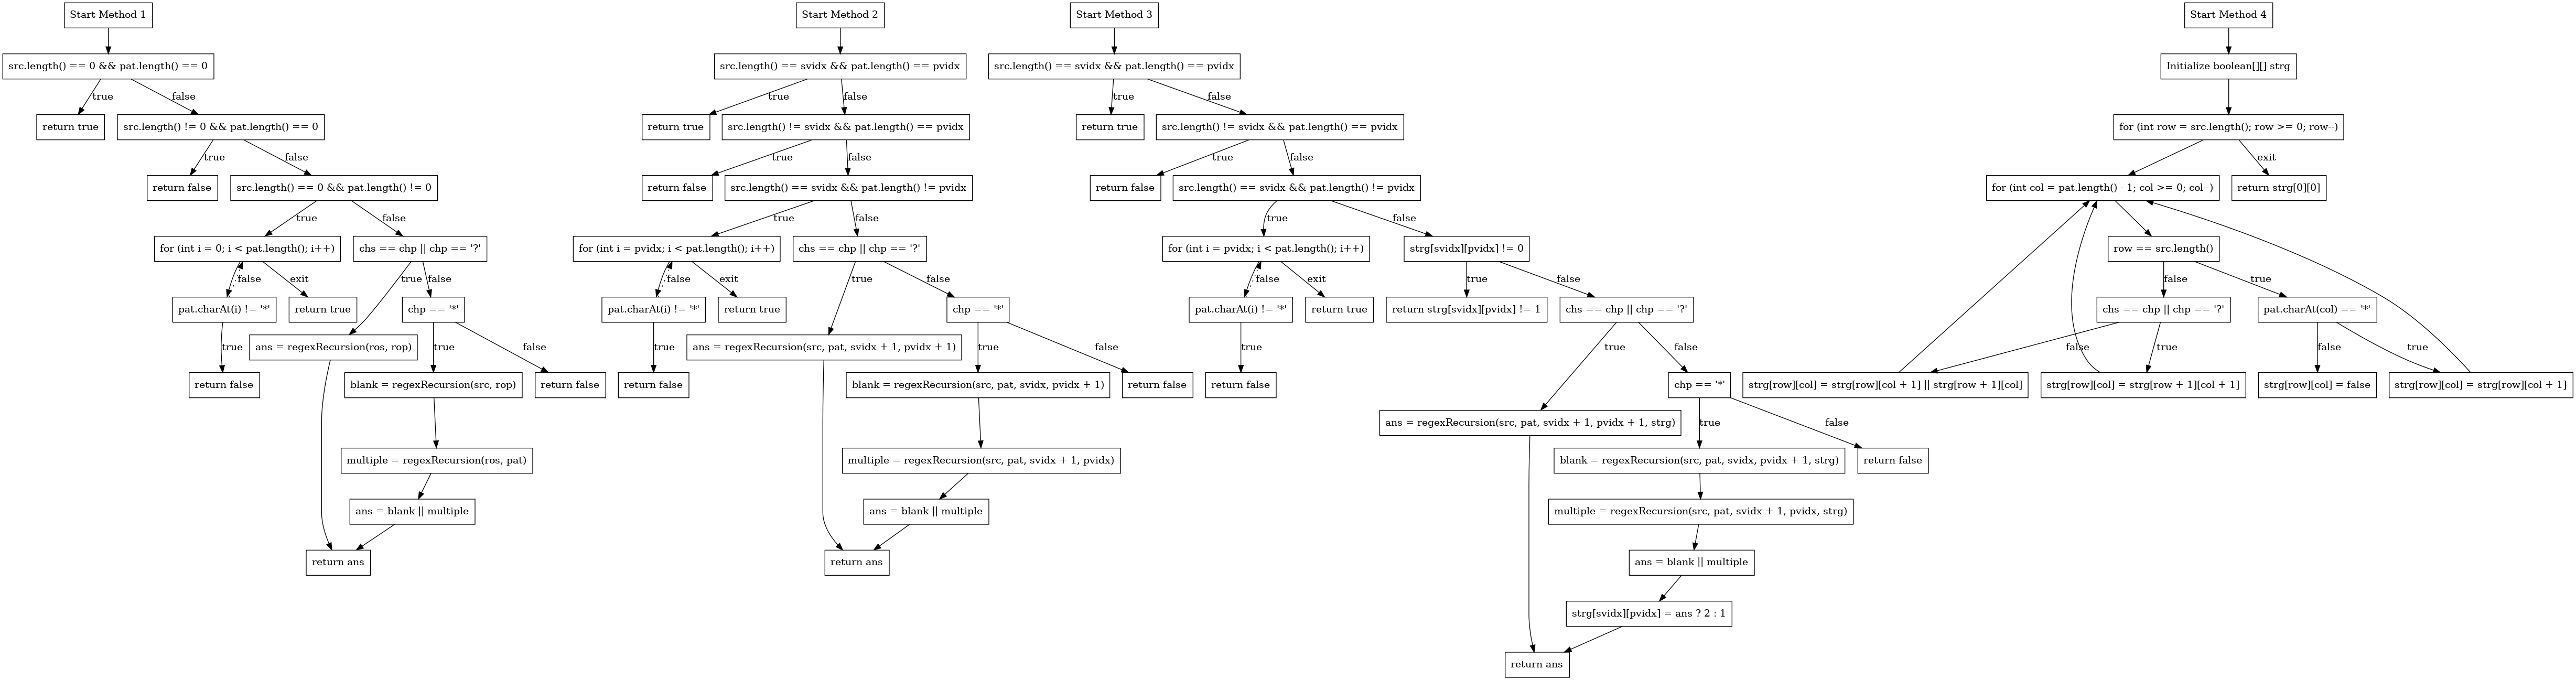 Start Method 1
src.length() == 0 && pat.length() == 0
true
false
return true
src.length() != 0 && pat.length() == 0
true
false
return false
src.length() == 0 && pat.length() != 0
true
false
for (int i = 0; i < pat.length(); i++)
chs == chp || chp == '?'
false
exit
true
false
pat.charAt(i) != '*'
return true
chp == '*'
true
ans = regexRecursion(ros, rop)
true
false
return false
blank = regexRecursion(src, rop)
return false
multiple = regexRecursion(ros, pat)
ans = blank || multiple
return ans
Start Method 2
src.length() == svidx && pat.length() == pvidx
true
false
return true
src.length() != svidx && pat.length() == pvidx
true
false
return false
src.length() == svidx && pat.length() != pvidx
true
false
for (int i = pvidx; i < pat.length(); i++)
chs == chp || chp == '?'
false
exit
true
false
pat.charAt(i) != '*'
return true
chp == '*'
true
ans = regexRecursion(src, pat, svidx + 1, pvidx + 1)
true
false
return false
blank = regexRecursion(src, pat, svidx, pvidx + 1)
return false
multiple = regexRecursion(src, pat, svidx + 1, pvidx)
ans = blank || multiple
return ans
Start Method 3
src.length() == svidx && pat.length() == pvidx
true
false
return true
src.length() != svidx && pat.length() == pvidx
true
false
return false
src.length() == svidx && pat.length() != pvidx
true
false
for (int i = pvidx; i < pat.length(); i++)
strg[svidx][pvidx] != 0
false
exit
true
false
pat.charAt(i) != '*'
return true
return strg[svidx][pvidx] != 1
chs == chp || chp == '?'
true
true
false
return false
chp == '*'
ans = regexRecursion(src, pat, svidx + 1, pvidx + 1, strg)
true
false
blank = regexRecursion(src, pat, svidx, pvidx + 1, strg)
return false
multiple = regexRecursion(src, pat, svidx + 1, pvidx, strg)
ans = blank || multiple
strg[svidx][pvidx] = ans ? 2 : 1
return ans
Start Method 4
Initialize boolean[][] strg
for (int row = src.length(); row >= 0; row--)
exit
for (int col = pat.length() - 1; col >= 0; col--)
return strg[0][0]
row == src.length()
false
true
chs == chp || chp == '?'
pat.charAt(col) == '*'
false
true
false
true
strg[row][col] = strg[row][col + 1] || strg[row + 1][col]
strg[row][col] = strg[row + 1][col + 1]
strg[row][col] = false
strg[row][col] = strg[row][col + 1]